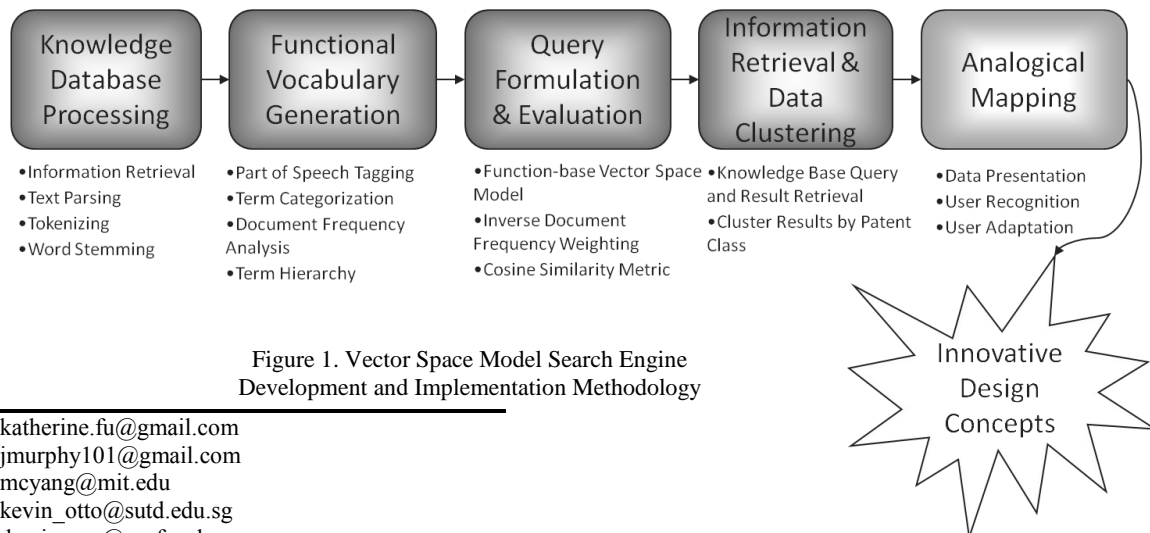 Knowledge
Database
Processing
•Information Retrieval
•Text Parsing
•Tokenizing
•Word Stemming
Functional
Vocabulary
Generation
•Part of Speech Tagging
•Term Categorization
•Document Frequency
Analysis
•Term Hierarchy
Query
Formulation
& Evaluation
•Function-base Vector Space
Model
•Inverse Document
Frequency Weighting
•Cosine Similarity Metric
Information
Retrieval &
Data
Clustering
•Knowledge Base Query
and Result Retrieval
•Cluster Results by Patent
Class
Analogical
Mapping
•Data Presentation
•User Recognition
•User Adaptation
Innovative
Design
Concepts
Figure 1. Vector Space Model Search Engine
Development and Implementation Methodology
katherine.fu@gmail.com
jmurphy101@gmail.com
mcyang@mit.edu
kevin_otto@sutd.edu.sg